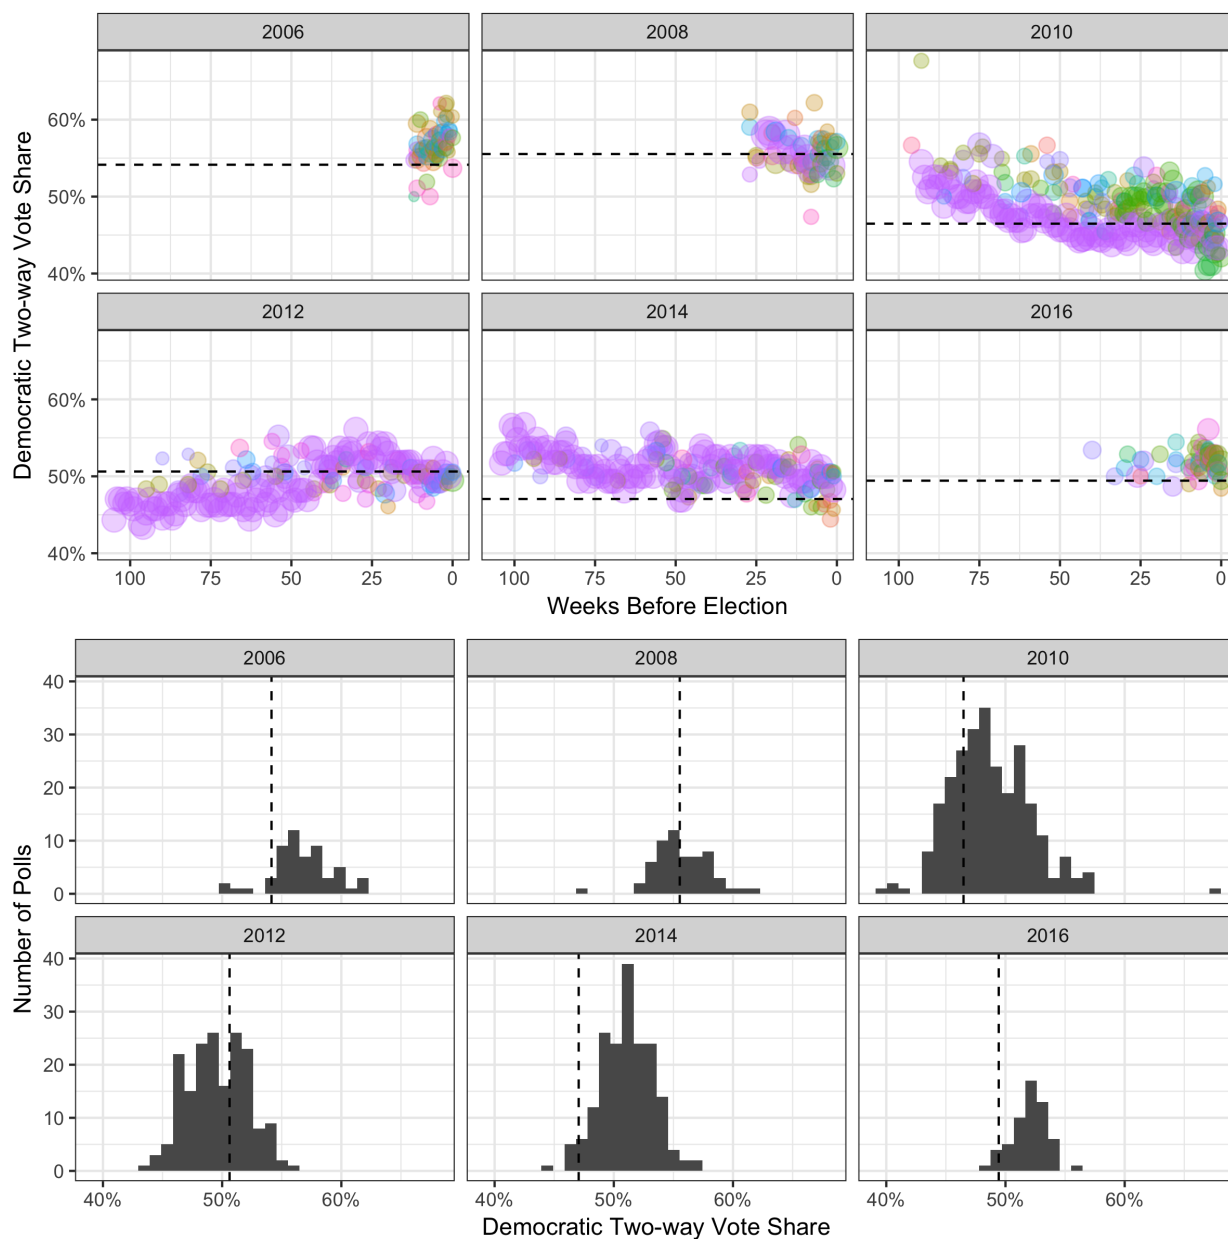 2006 2008 2010
60%
50%
40%
2012 2014 2016
60%
50%
40%
100 75 50 25 0 100 75 50 25 0 100 75 50 25 0
Democratic Two-way Vote Share
Weeks Before Election
2006 2008 2010
40
30
20
10
0
2012 2014 2016
40
30
20
10
0
40% 50% 60% 40% 50% 60% 40% 50% 60%
Number of Polls
Democratic Two-way Vote Share